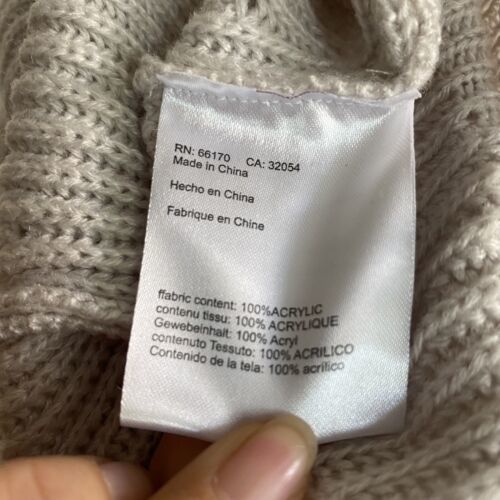 RN: 66170 CA: 32054
Made in China
Hecho en China
Fabrique en Chine
ffabric content: 100%ACRYLIC
contenu tissu: 100% ACRYLIQUE
Gewebeinhalt: 100% Acryl
contenuto Tessuto: 100% ACRILICO
Contenido de la tela: 100% acrílico